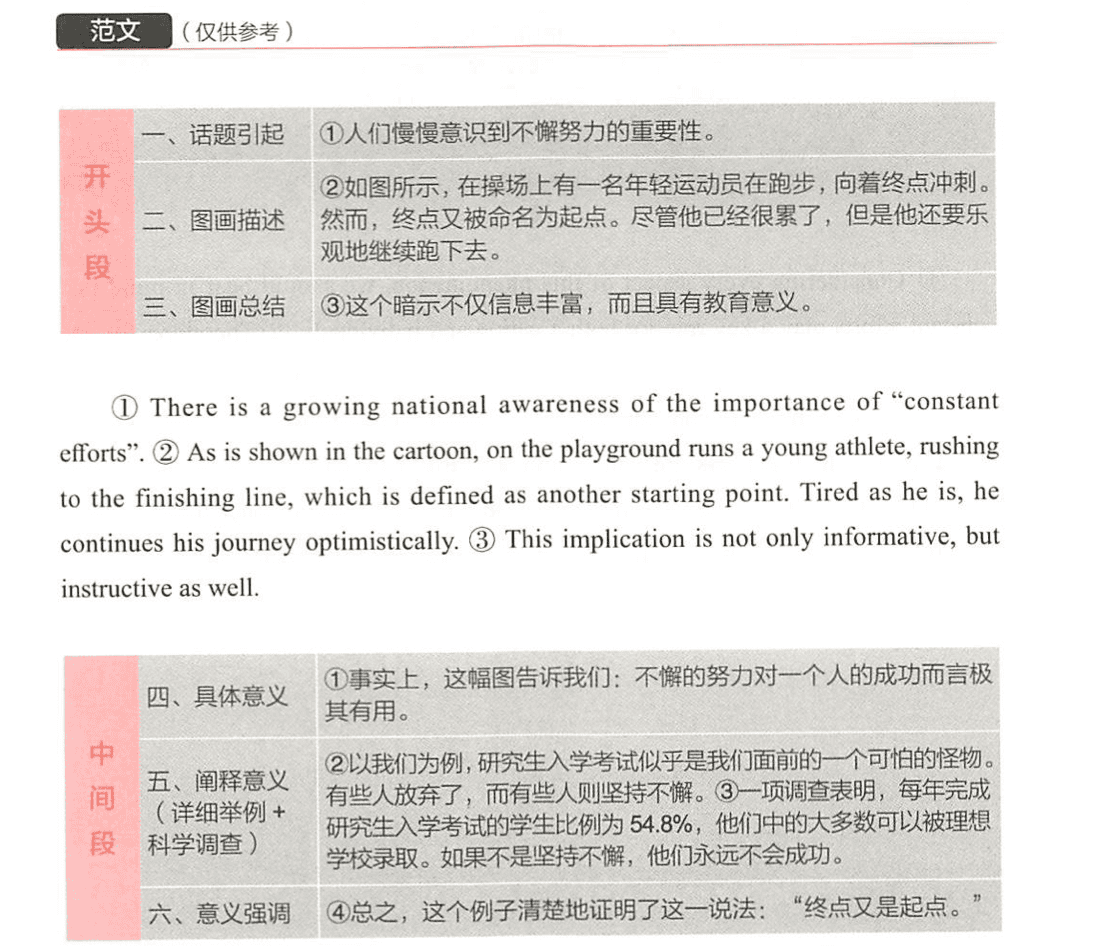 范文 （仅供参考）
开头段
一、话题引起 ①人们慢慢意识到不懈努力的重要性。
二、图画描述 ②如图所示，在操场上有一名年轻运动员在跑步，向着终点冲刺。
然而，终点又被命名为起点。尽管他已经很累了，但是他还要乐
观地继续跑下去。
三、图画总结 ③这个暗示不仅信息丰富，而且具有教育意义。
① There is a growing national awareness of the importance of “constant
efforts”. ② As is shown in the cartoon, on the playground runs a young athlete, rushing
to the finishing line, which is defined as another starting point. Tired as he is, he
continues his journey optimistically. ③ This implication is not only informative, but
instructive as well.
中间段
四、具体意义 ①事实上，这幅图告诉我们：不懈的努力对一个人的成功而言极
其有用。
五、阐释意义
（详细举例 +
科学调查）
②以我们为例，研究生入学考试似乎是我们面前的一个可怕的怪物。
有些人放弃了，而有些人则坚持不懈。③一项调查表明，每年完成
研究生入学考试的学生比例为 54.8%，他们中的大多数可以被理想
学校录取。如果不是坚持不懈，他们永远不会成功。
六、意义强调 ④总之，这个例子清楚地证明了这一说法：“终点又是起点。”